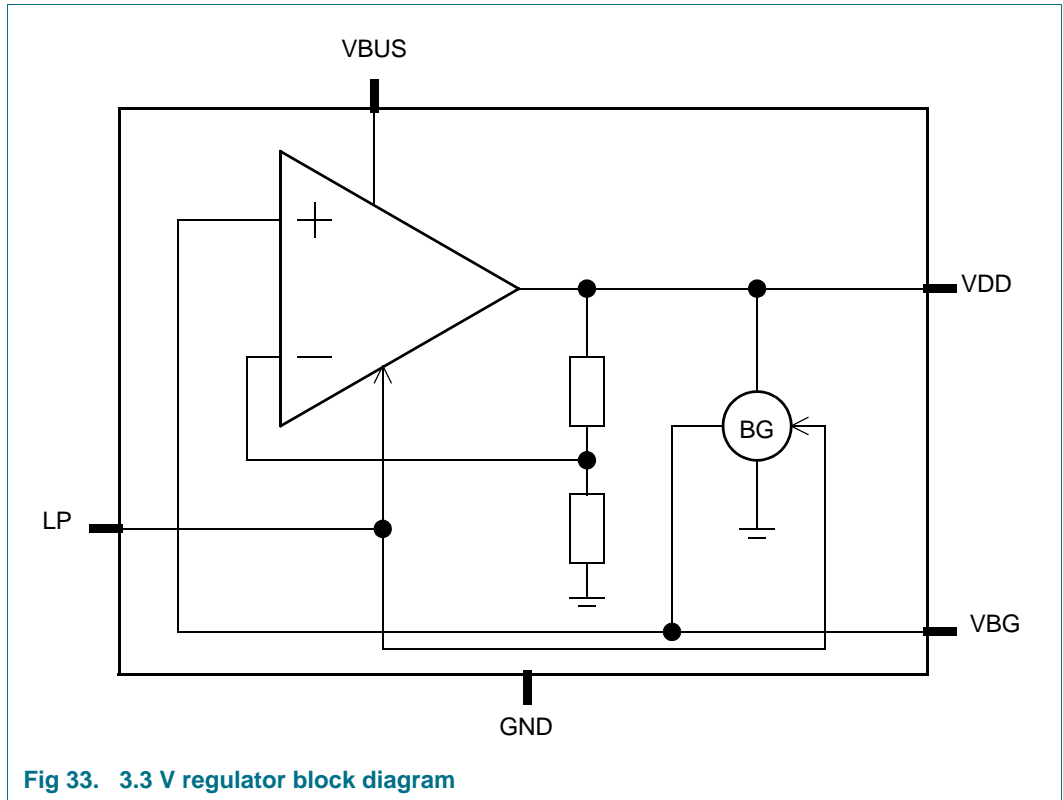 VBUS
+
−
VDD
BG
LP
VBG
GND
Fig 33. 3.3 V regulator block diagram